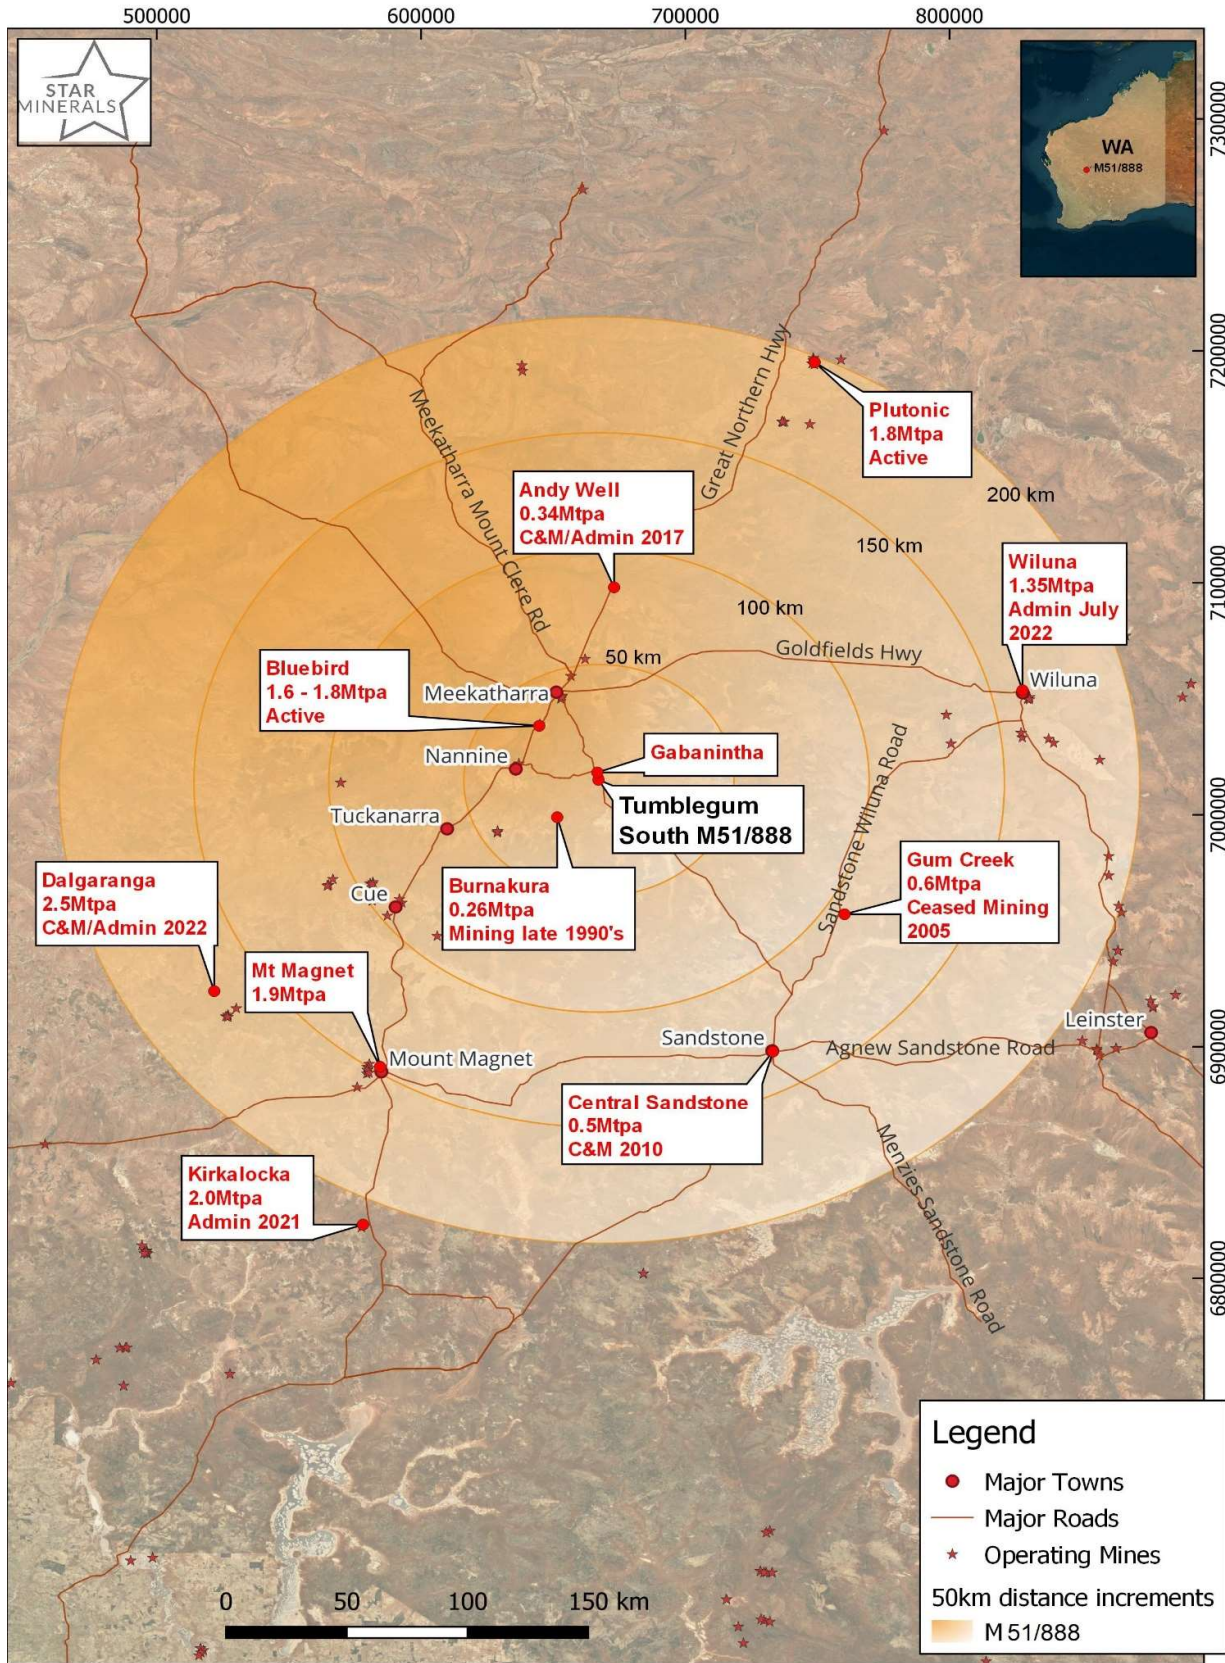 500000
600000
700000
800000
STAR
MINERALS
WA
M51/888
7300000
7200000
7100000
7000000
6900000
6800000
Great Northern Hwy
Meekatharra Mount Clere Rd
Plutonic
1.8Mtpa
Active
200 km
150 km
100 km
50 km
Andy Well
0.34Mtpa
C&M/Admin 2017
Wiluna
1.35Mtpa
Admin July
2022
Goldfields Hwy
Wiluna
Bluebird
1.6 - 1.8Mtpa
Active
Meekatharra
Nannine
Gabanintha
Tumblegum
South M51/888
Tuckanarra
Sandstone Wiluna Road
Dalgaranga
2.5Mtpa
C&M/Admin 2022
Cue
Burnakura
0.26Mtpa
Mining late 1990's
Gum Creek
0.6Mtpa
Ceased Mining
2005
Mt Magnet
1.9Mtpa
Mount Magnet
Sandstone
Leinster
Agnew Sandstone Road
Central Sandstone
0.5Mtpa
C&M 2010
Menzies Sandstone Road
Kirkalocka
2.0Mtpa
Admin 2021
Legend
Major Towns
Major Roads
Operating Mines
50km distance increments
M51/888
0 50 100 150 km